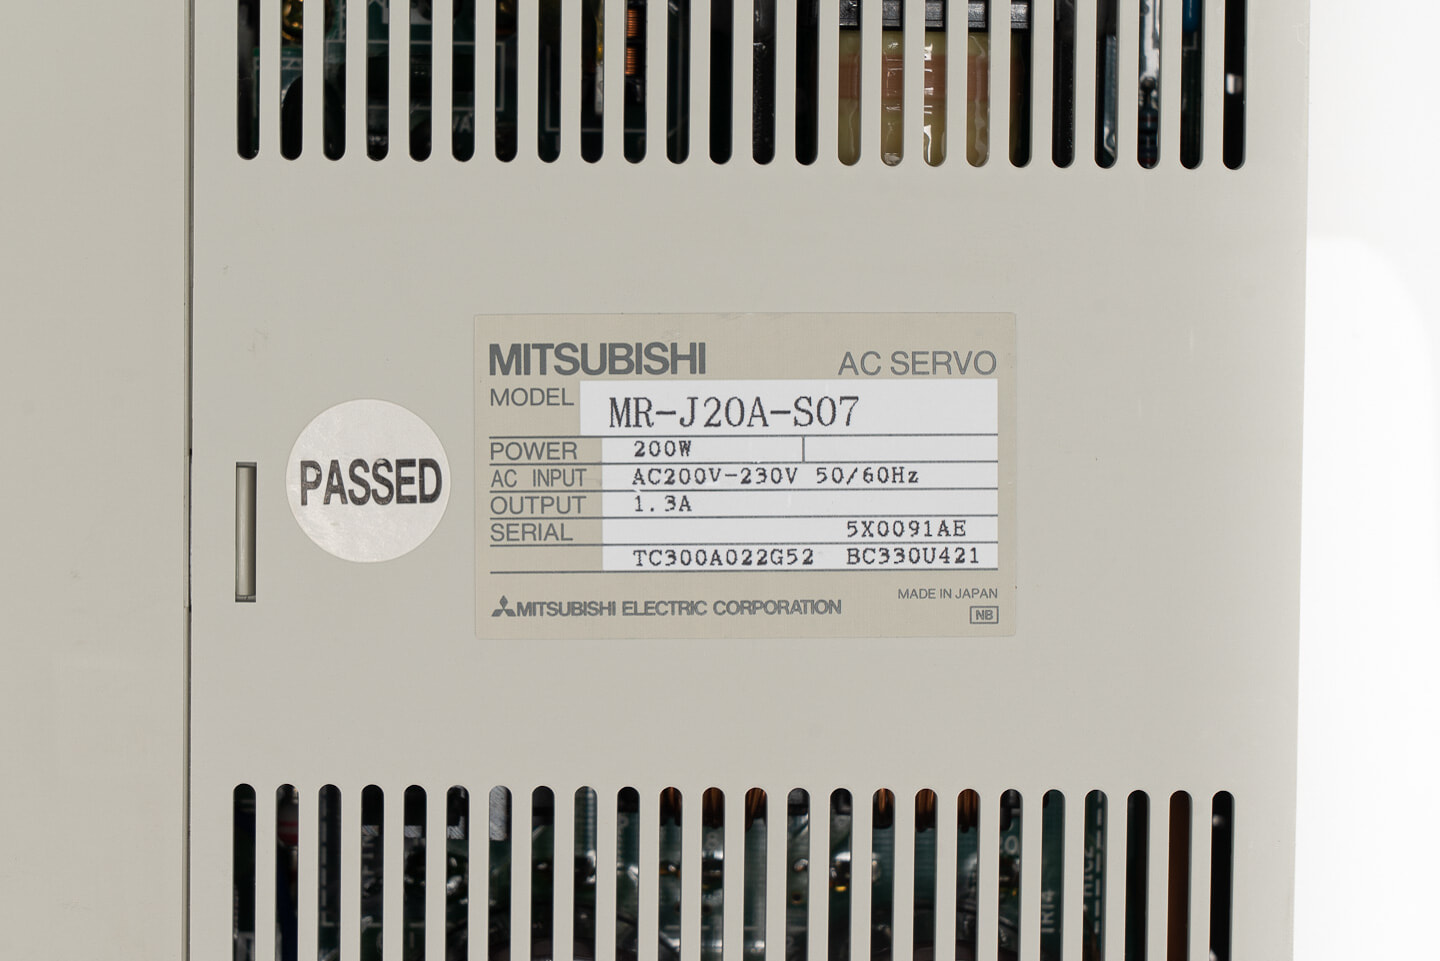 MITSUBISHI AC SERVO
MODEL MR-J20A-S07
POWER 200W
AC INPUT AC200V-230V 50/60Hz
OUTPUT 1.3A
SERIAL 5X0091AE
TC300A022G52 BC330U421
MITSUBISHI ELECTRIC CORPORATION
MADE IN JAPAN
NB
PASSED